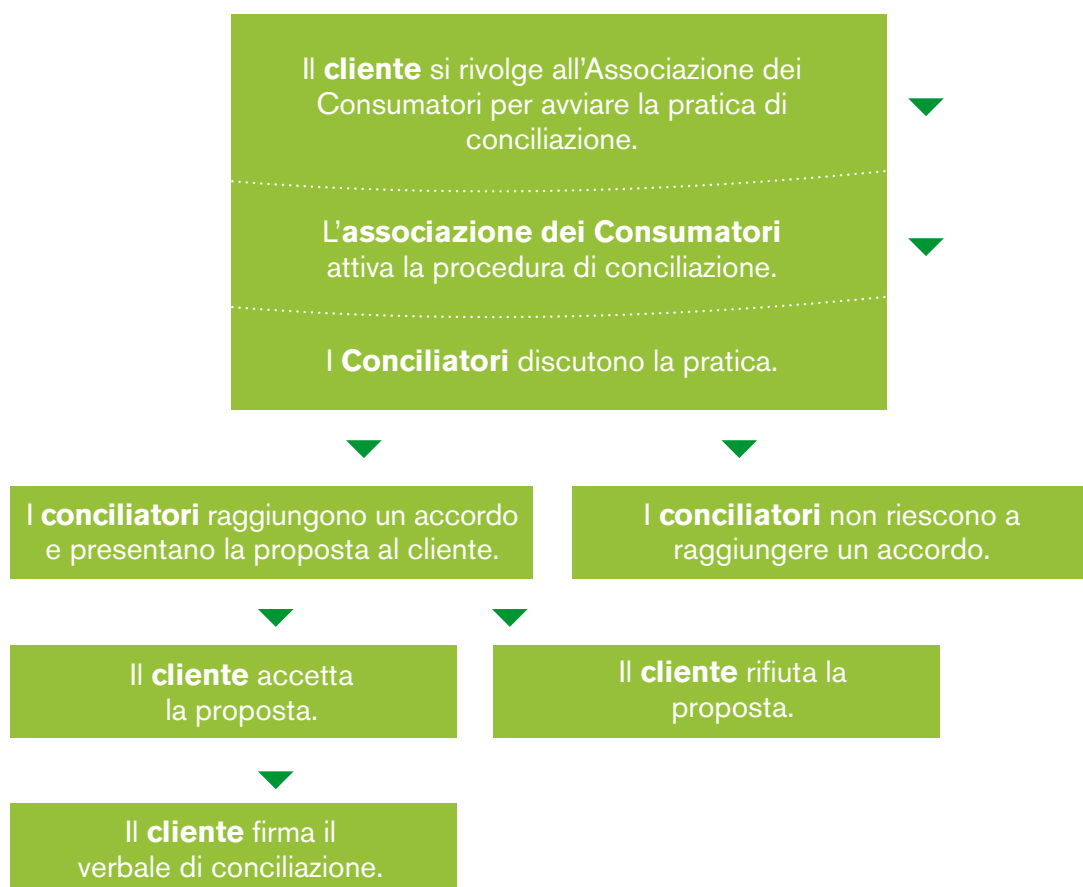 Il cliente si rivolge all'Associazione dei
Consumatori per avviare la pratica di
conciliazione.
L'associazione dei Consumatori
attiva la procedura di conciliazione.
I Conciliatori discutono la pratica.
I conciliatori raggiungono un accordo
e presentano la proposta al cliente.
I conciliatori non riescono a
raggiungere un accordo.
Il cliente accetta
la proposta.
Il cliente rifiuta la
proposta.
Il cliente firma il
verbale di conciliazione.